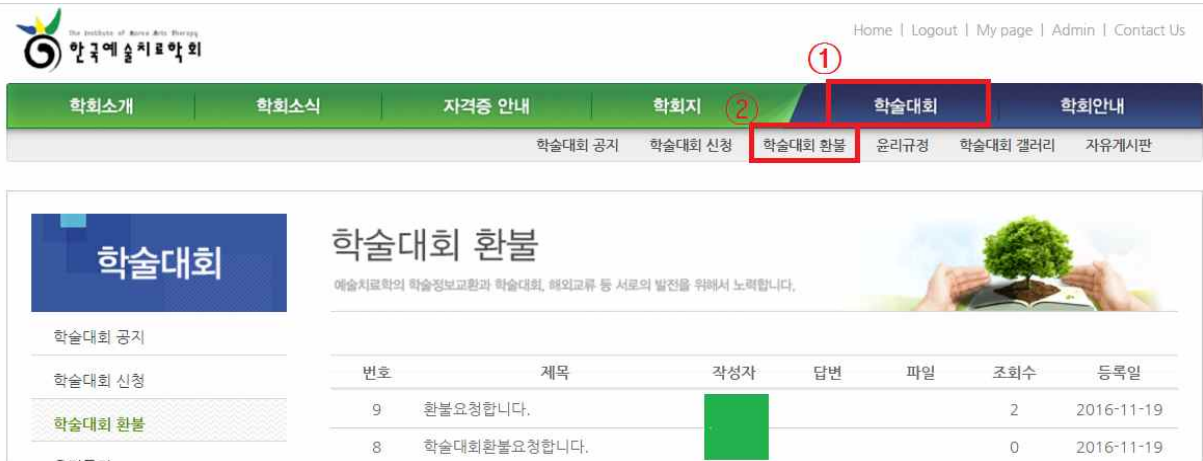 The Institute of Korea Arts Therapy
한국예술치료학회
Home | Logout | My page | Admin | Contact Us
①
학회소개 학회소식 자격증 안내 학회지 ② 학술대회 학회안내
학술대회 공지 학술대회 신청 학술대회 환불 윤리규정 학술대회 갤러리 자유게시판
학술대회
학술대회 환불
예술치료학의 학술정보교환과 학술대회, 해외교류 등 서로의 발전을 위해서 노력합니다.
학술대회 공지
학술대회 신청
학술대회 환불
번호 제목 작성자 답변 파일 조회수 등록일
9 환불요청합니다. 2 2016-11-19
8 학술대회환불요청합니다. 0 2016-11-19